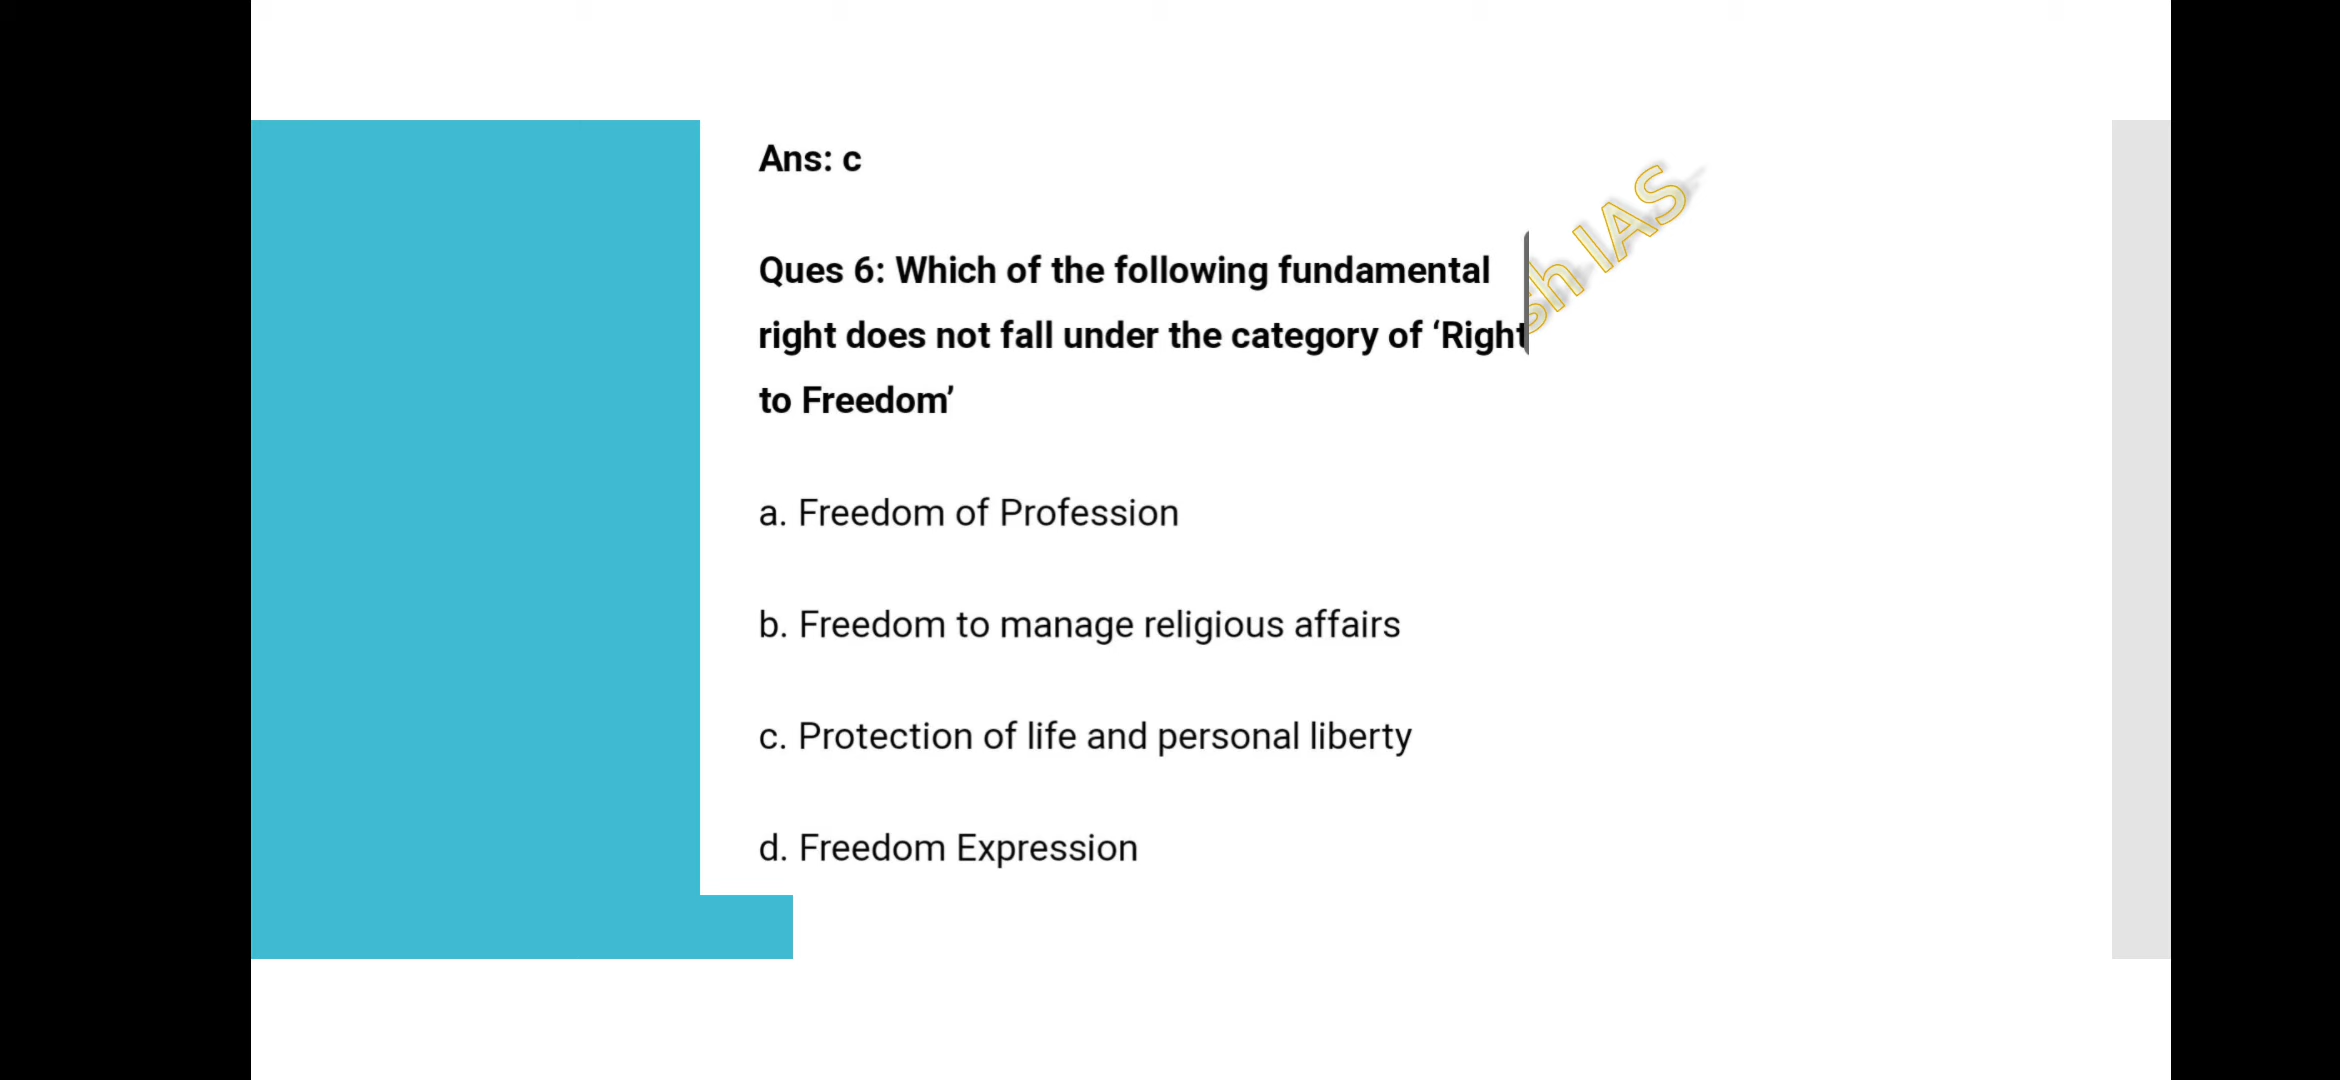 Ans: c
sh IAS
Ques 6: Which of the following fundamental
right does not fall under the category of ‘Right
to Freedom’
a. Freedom of Profession
b. Freedom to manage religious affairs
c. Protection of life and personal liberty
d. Freedom Expression